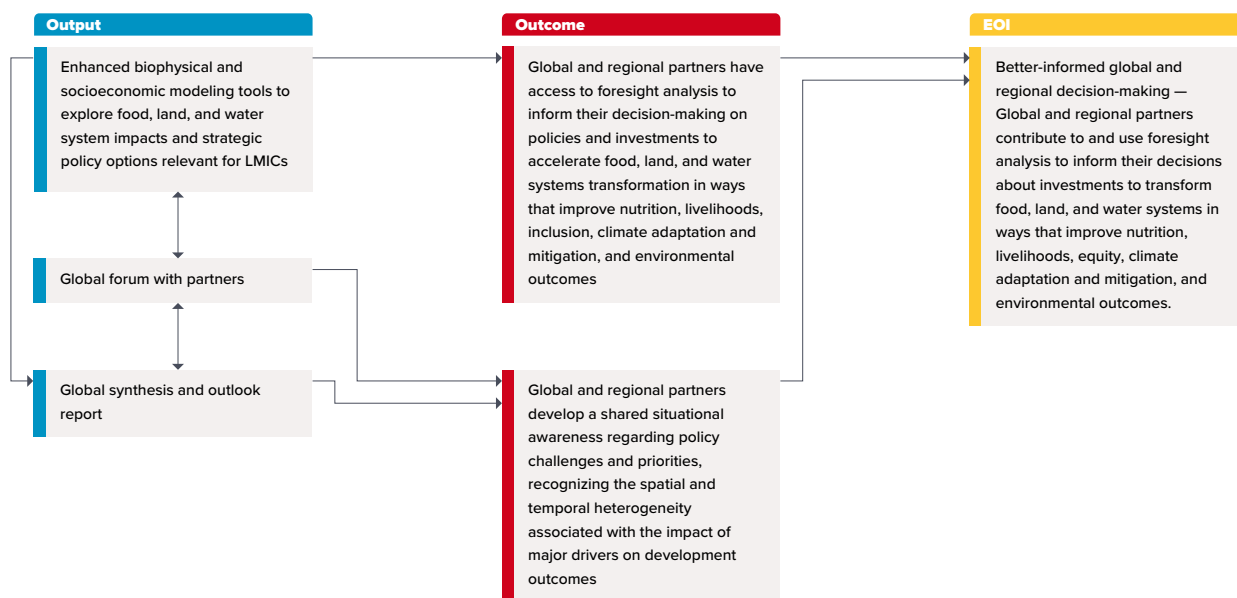 Output
Enhanced biophysical and
socioeconomic modeling tools to
explore food, land, and water
system impacts and strategic
policy options relevant for LMICs
Global forum with partners
Global synthesis and outlook
report
Outcome
Global and regional partners have
access to foresight analysis to
inform their decision-making on
policies and investments to
accelerate food, land, and water
systems transformation in ways
that improve nutrition, livelihoods,
inclusion, climate adaptation and
mitigation, and environmental
outcomes
Global and regional partners
develop a shared situational
awareness regarding policy
challenges and priorities,
recognizing the spatial and
temporal heterogeneity
associated with the impact of
major drivers on development
outcomes
EOI
Better-informed global and
regional decision-making —
Global and regional partners
contribute to and use foresight
analysis to inform their decisions
about investments to transform
food, land, and water systems in
ways that improve nutrition,
livelihoods, equity, climate
adaptation and mitigation, and
environmental outcomes.